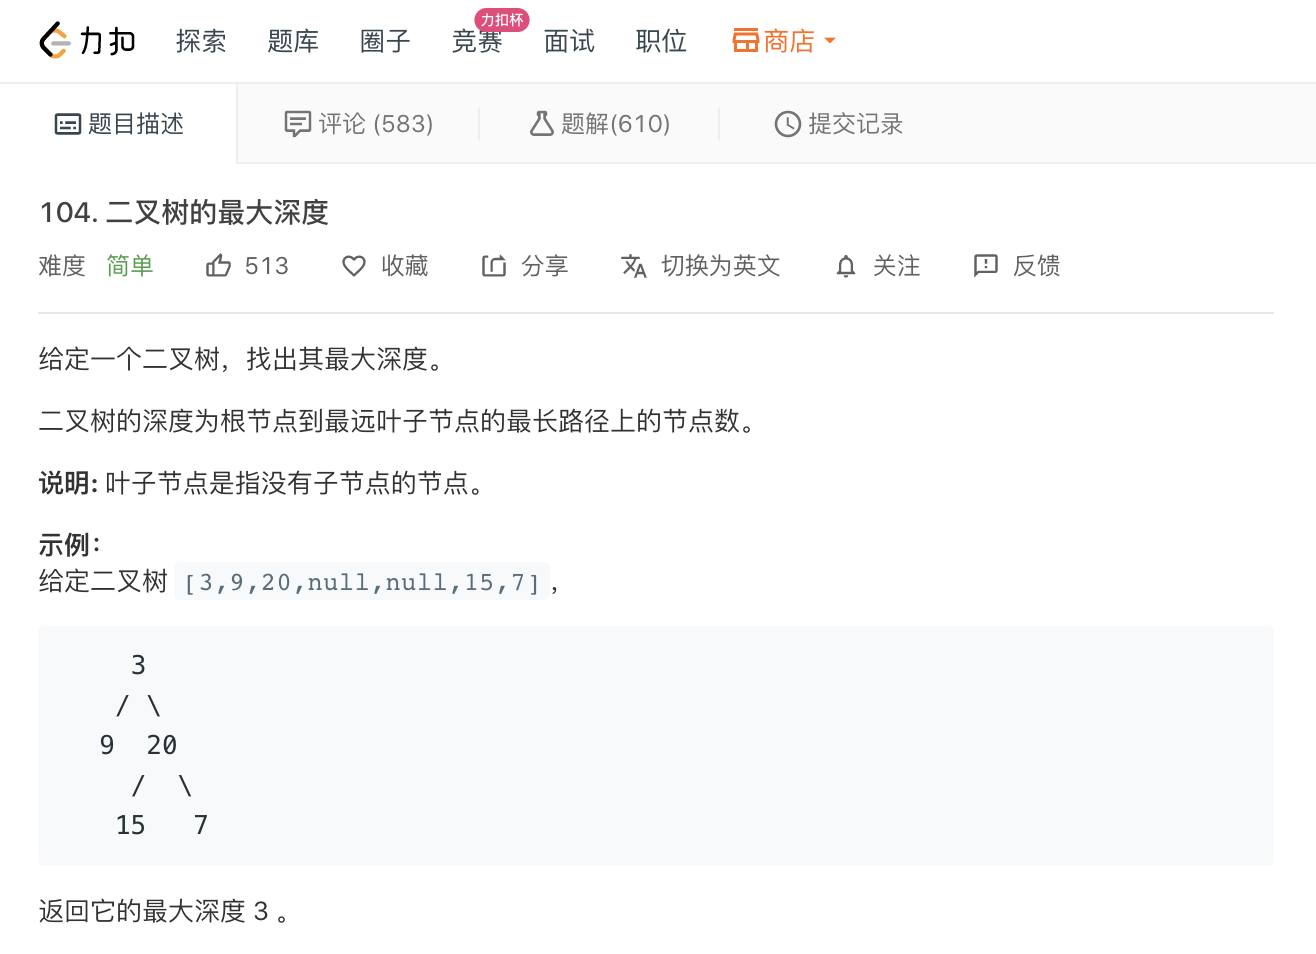 力扣 探索 题库 圈子 竞赛 力扣杯 面试 职位 商店
题目描述 评论 (583) 题解(610) 提交记录
104. 二叉树的最大深度
难度 简单 513 收藏 分享 切换为英文 关注 反馈
给定一个二叉树，找出其最大深度。
二叉树的深度为根节点到最远叶子节点的最长路径上的节点数。
说明: 叶子节点是指没有子节点的节点。
示例：
给定二叉树 [3,9,20,null,null,15,7]，
3
/ \
9 20
/ \
15 7
返回它的最大深度 3 。